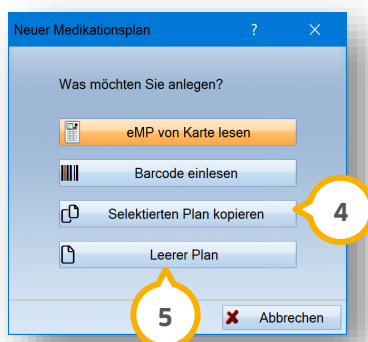 Neuer Medikationsplan ?
Was möchten Sie anlegen?
eMP von Karte lesen
Barcode einlesen
Selektierten Plan kopieren
4
Leerer Plan
5
Abbrechen